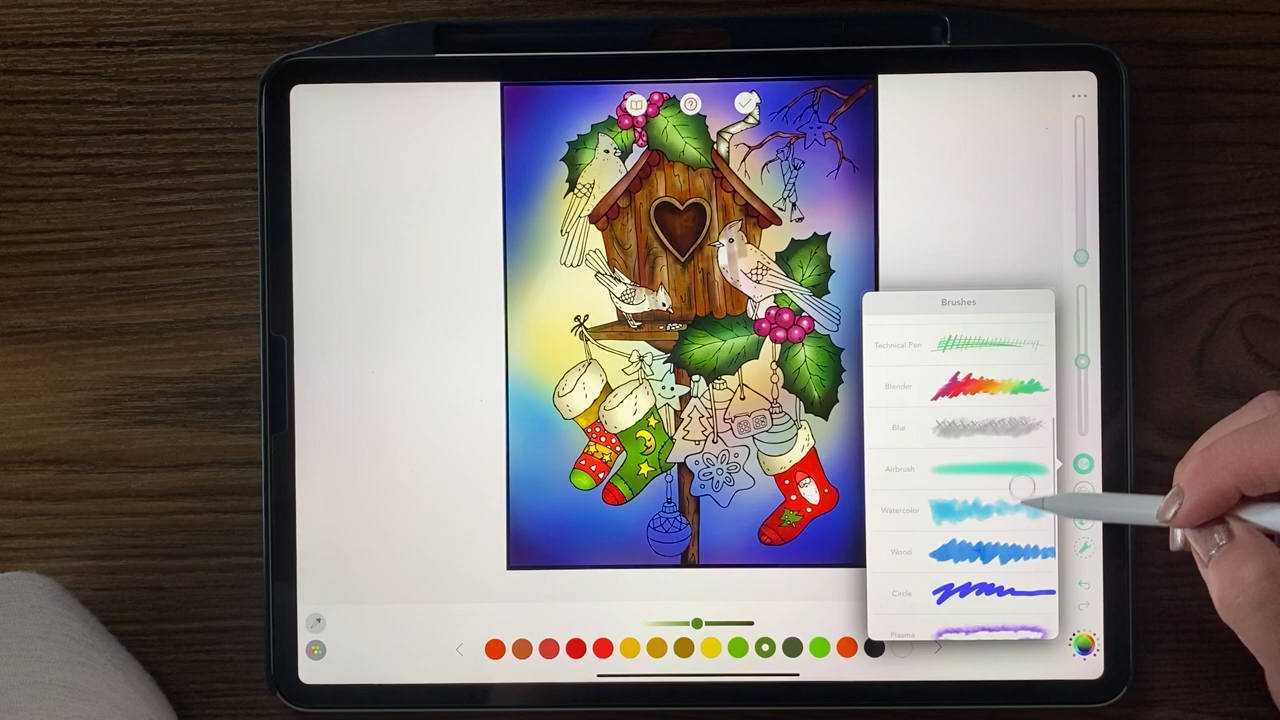 Brushes
Technical Pen
Blender
Blur
Airbrush
Watercolor
Wood
Circle
Plasma